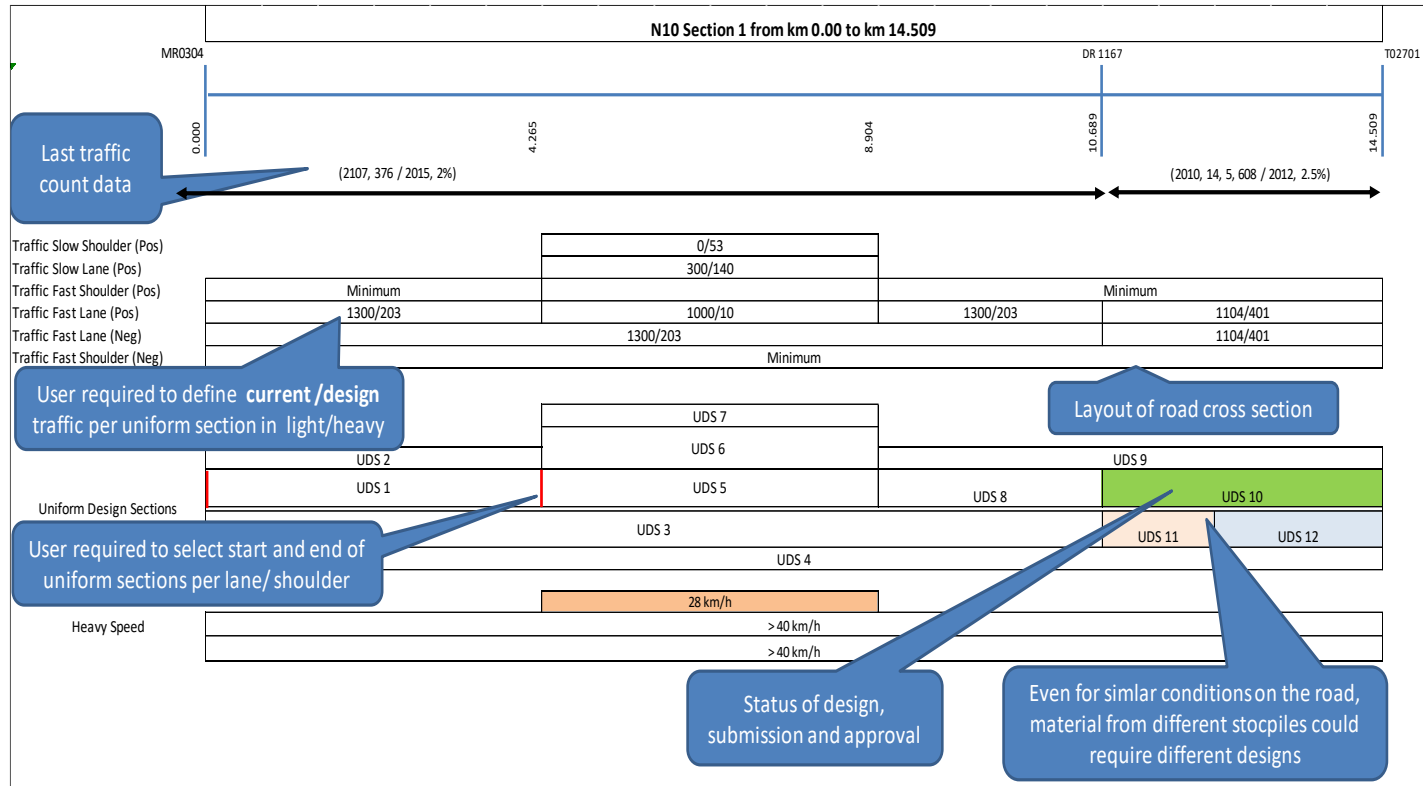 N10 Section 1 from km 0.00 to km 14.509
MR0304
DR 1167
T02701
0.000
4.265
8.904
10.689
14.509
Last traffic
count data
(2107, 376 / 2015, 2%)
(2010, 14, 5, 608 / 2012, 2.5%)
Traffic Slow Shoulder (Pos)
0/53
Traffic Slow Lane (Pos)
300/140
Traffic Fast Shoulder (Pos)
Minimum
Minimum
Traffic Fast Lane (Pos)
1300/203
1000/10
1300/203
1104/401
Traffic Fast Lane (Neg)
1300/203
1104/401
Traffic Fast Shoulder (Neg)
Minimum
User required to define current /design
traffic per uniform section in light/heavy
Layout of road cross section
UDS 7
UDS 2
UDS 6
UDS 9
Uniform Design Sections
UDS 1
UDS 5
UDS 8
UDS 10
UDS 3
UDS 11
UDS 12
UDS 4
User required to select start and end of
uniform sections per lane/ shoulder
28 km/h
Heavy Speed
> 40 km/h
> 40 km/h
Status of design,
submission and approval
Even for simlar conditions on the road,
material from different stocpiles could
require different designs